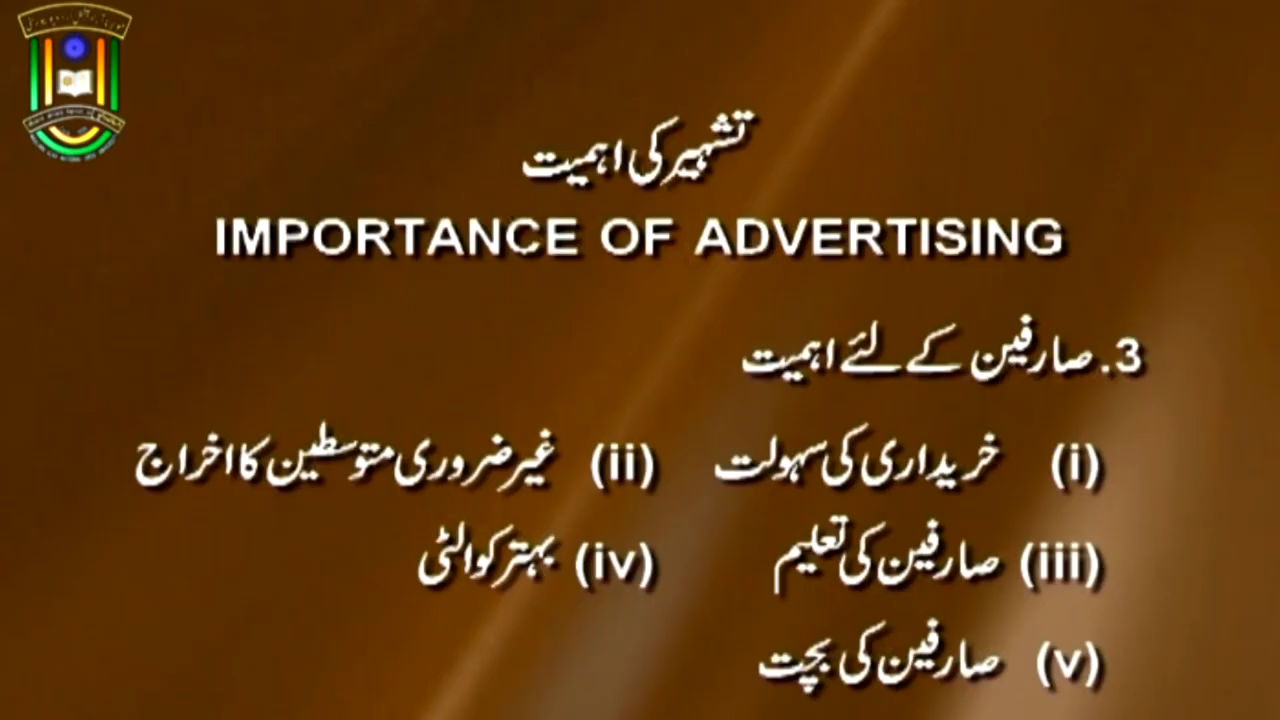 تشہیر کی اہمیت
IMPORTANCE OF ADVERTISING
3. صارفین کے لئے اہمیت
(i) خریداری کی سہولت (ii) غیر ضروری متوسطین کا اخراج
(iii) صارفین کی تعلیم (iv) بہتر کوالٹی
(v) صارفین کی بچت